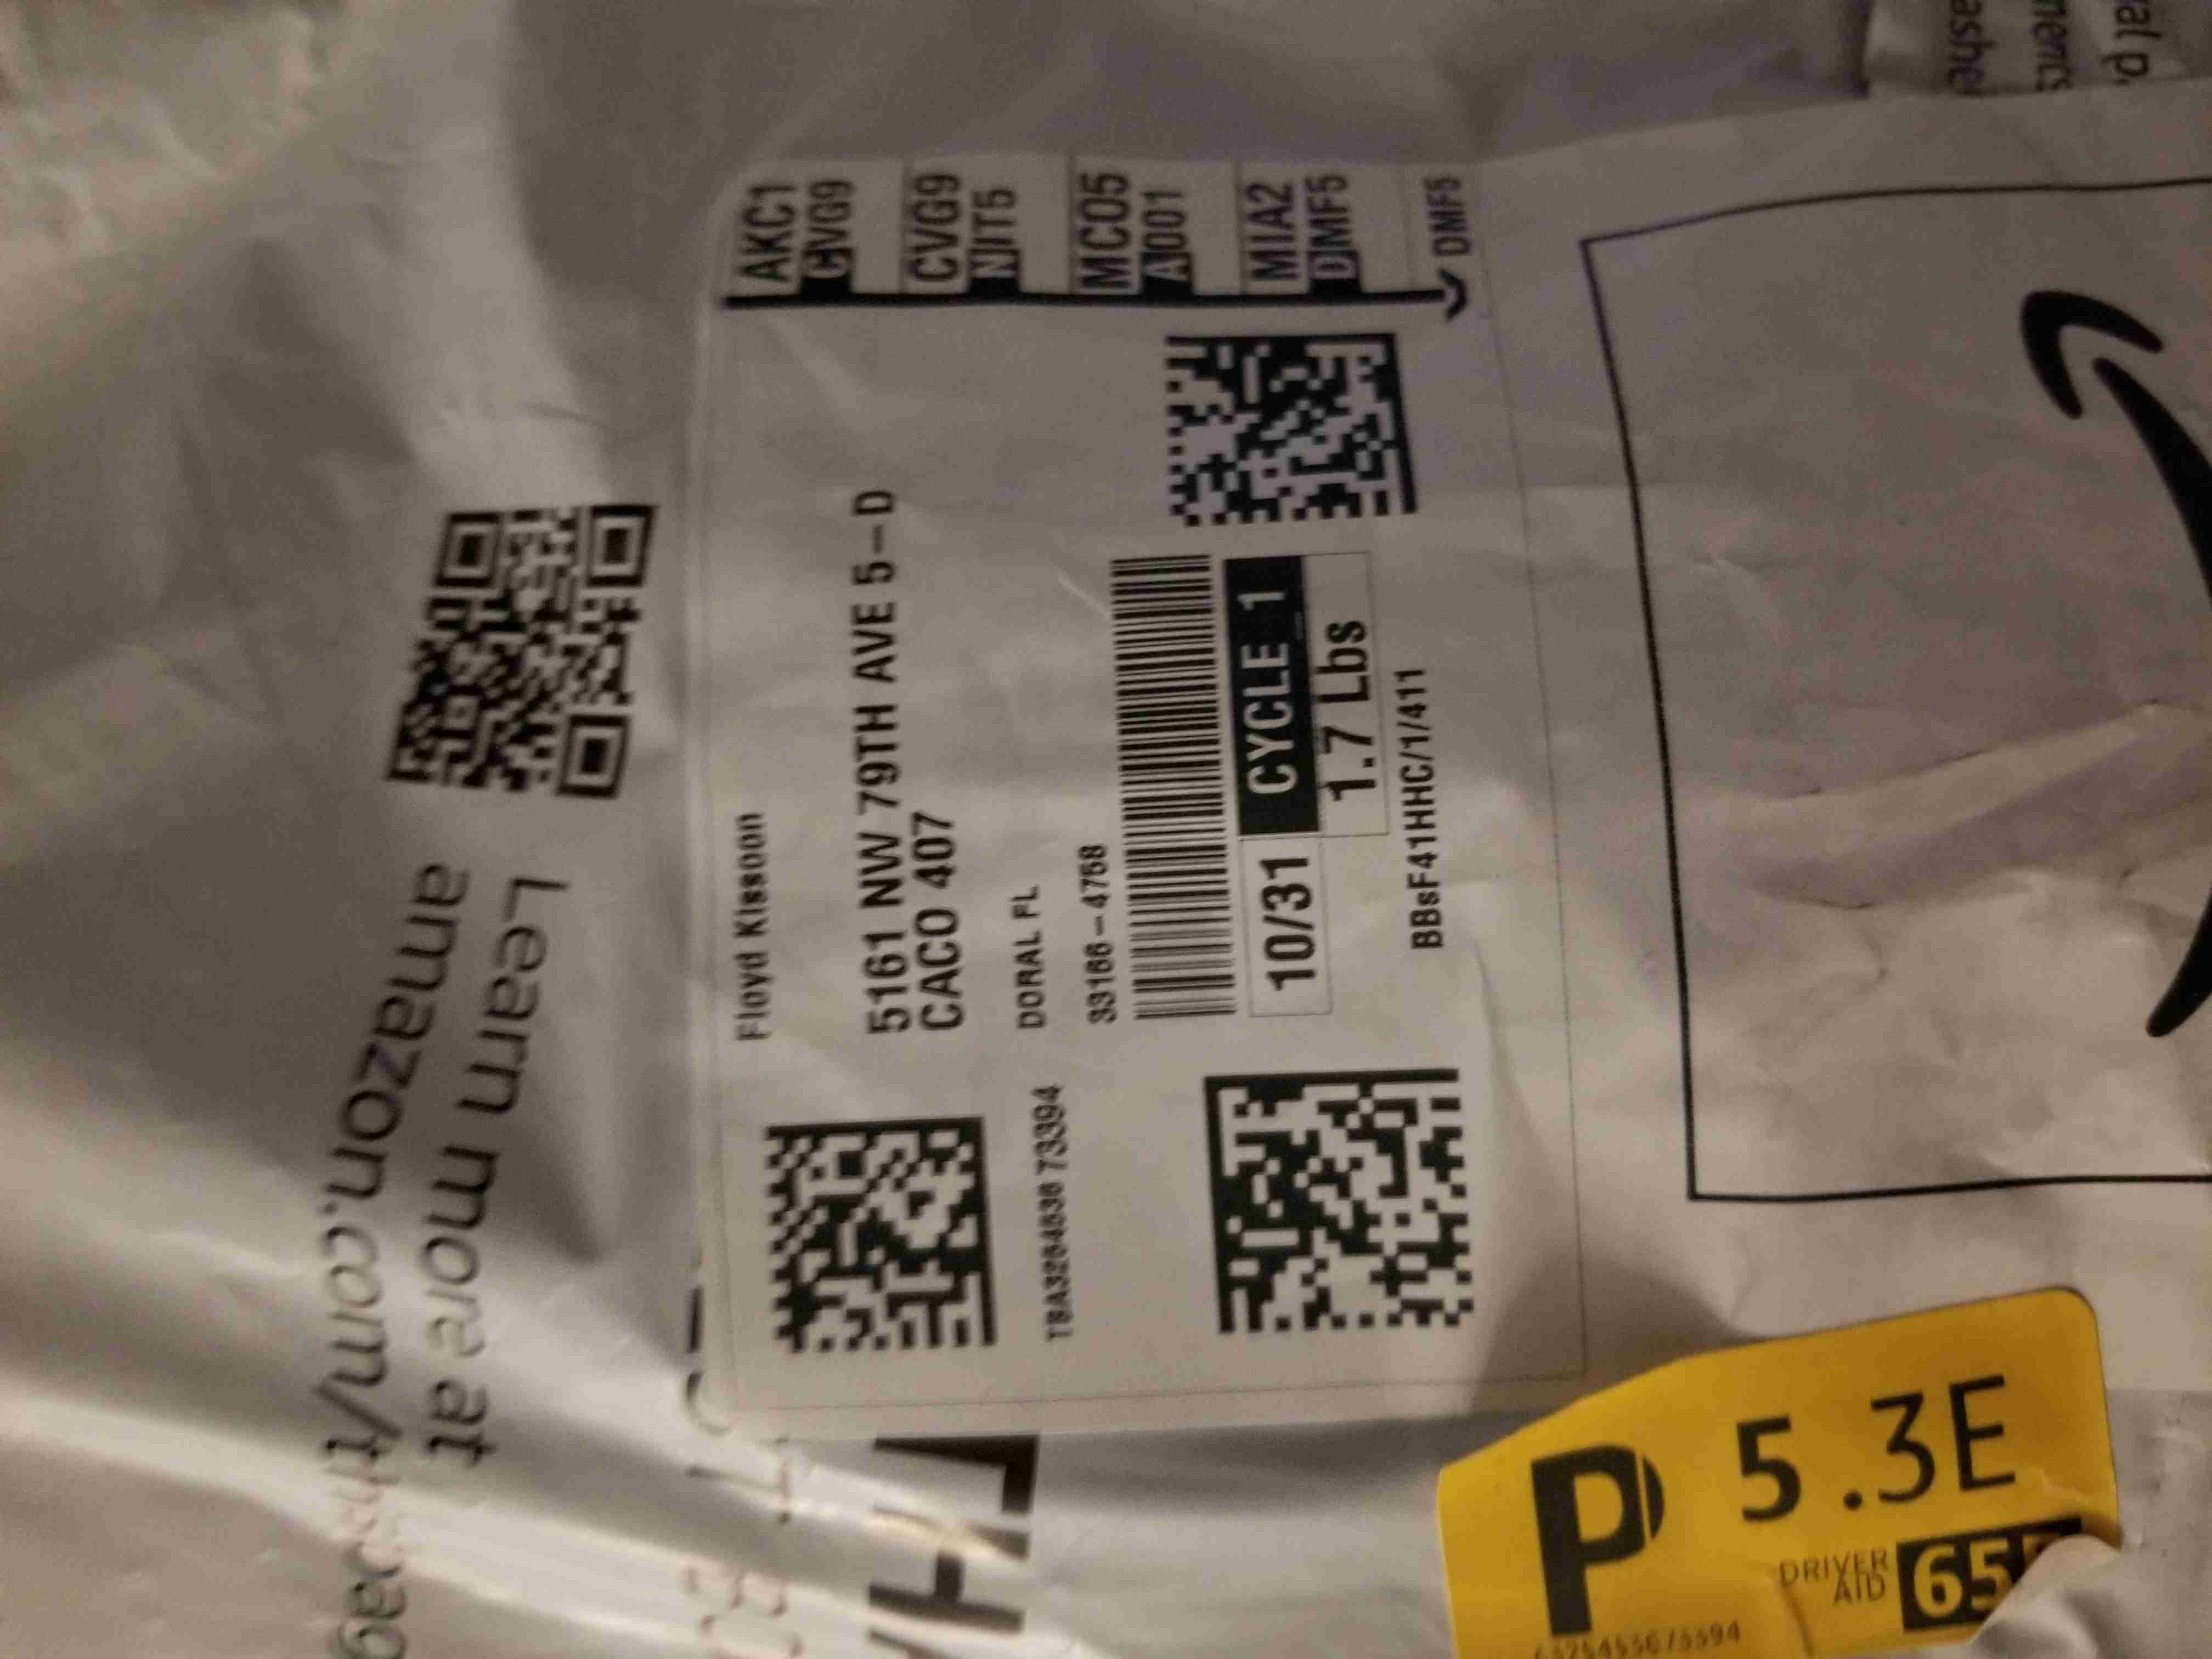 Learn more at
amazon.com/
Floyd Kissoon
5161 NW 79TH AVE 5-D
CACO 407
DORAL FL
33166-4758
10/31
CYCLE 1
1.7 Lbs
BBsF41HHC/1/411
AKC1
CVG9
CVG9
NIT5
MCO5
A001
MIA2
DMF5
DMF5
P 5.3E
DRIVER
AID